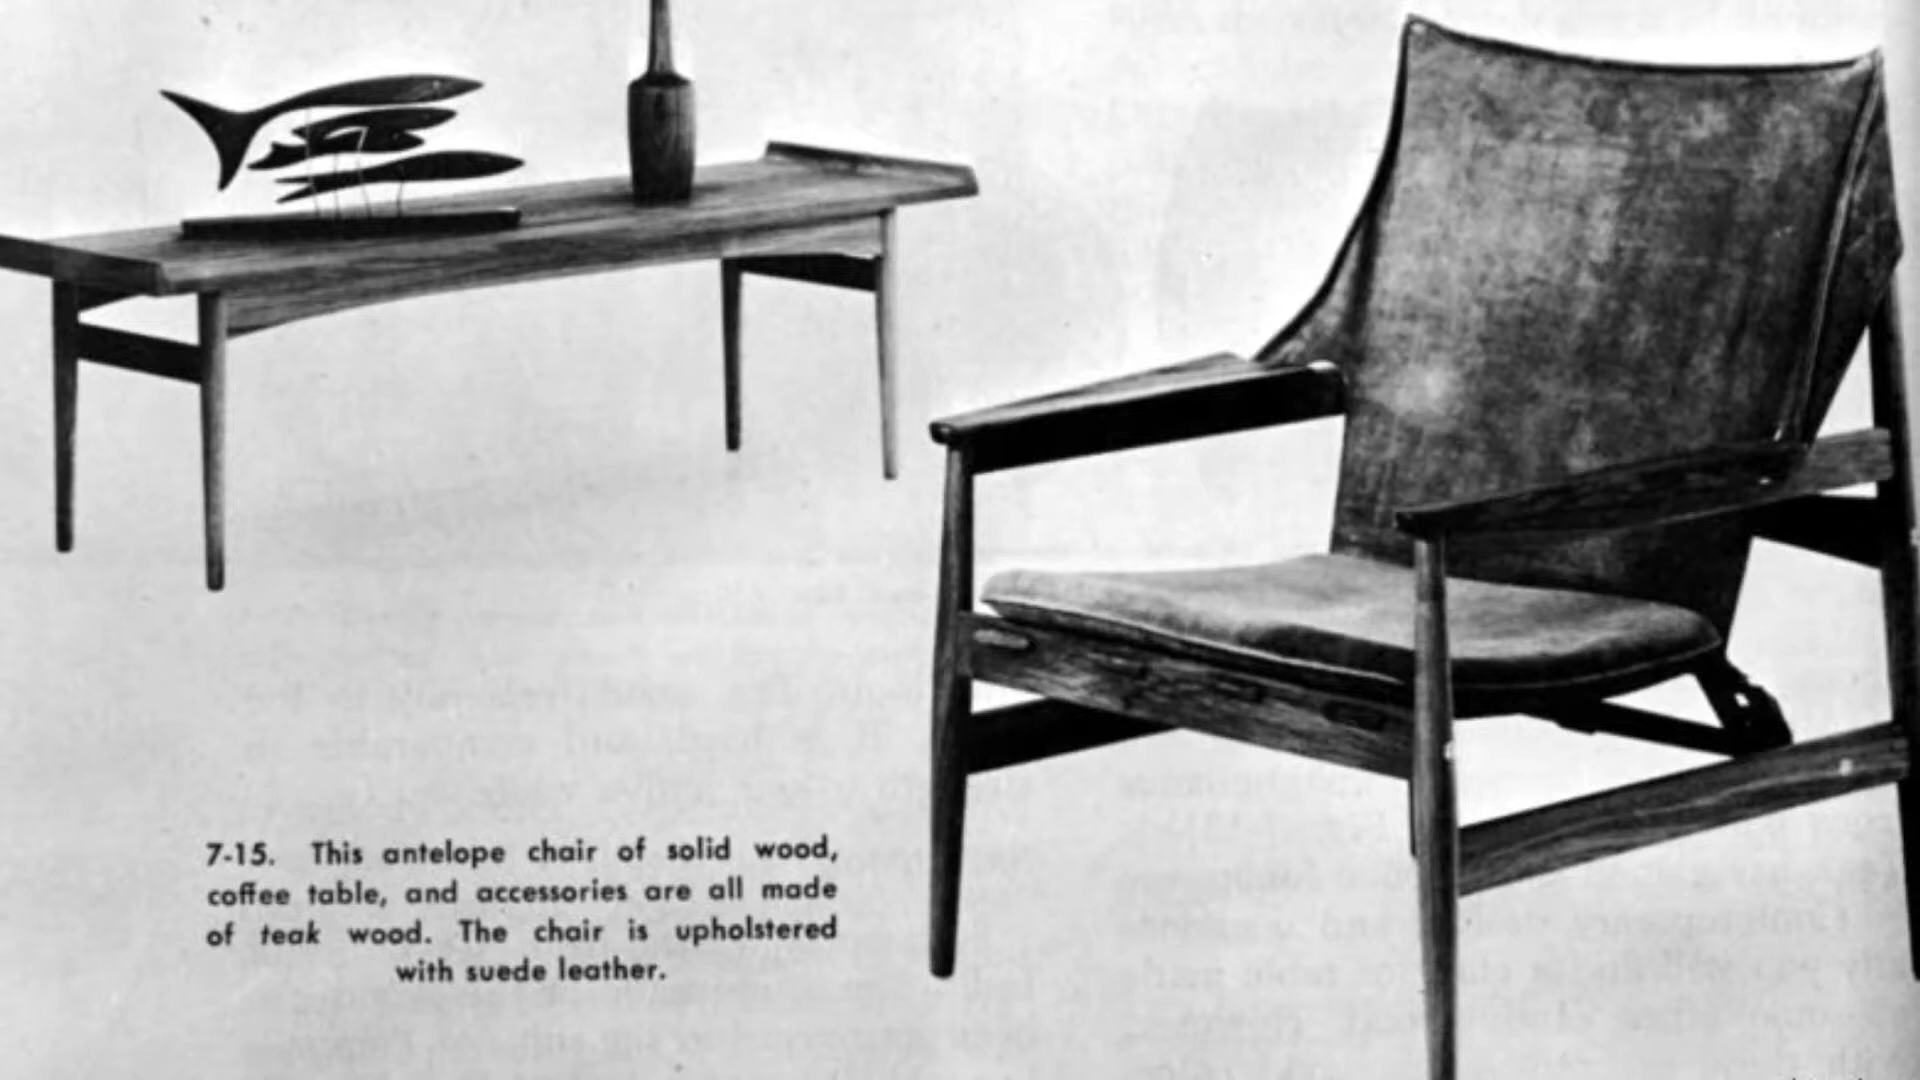 7-15. This antelope chair of solid wood,
coffee table, and accessories are all made
of teak wood. The chair is upholstered
with suede leather.